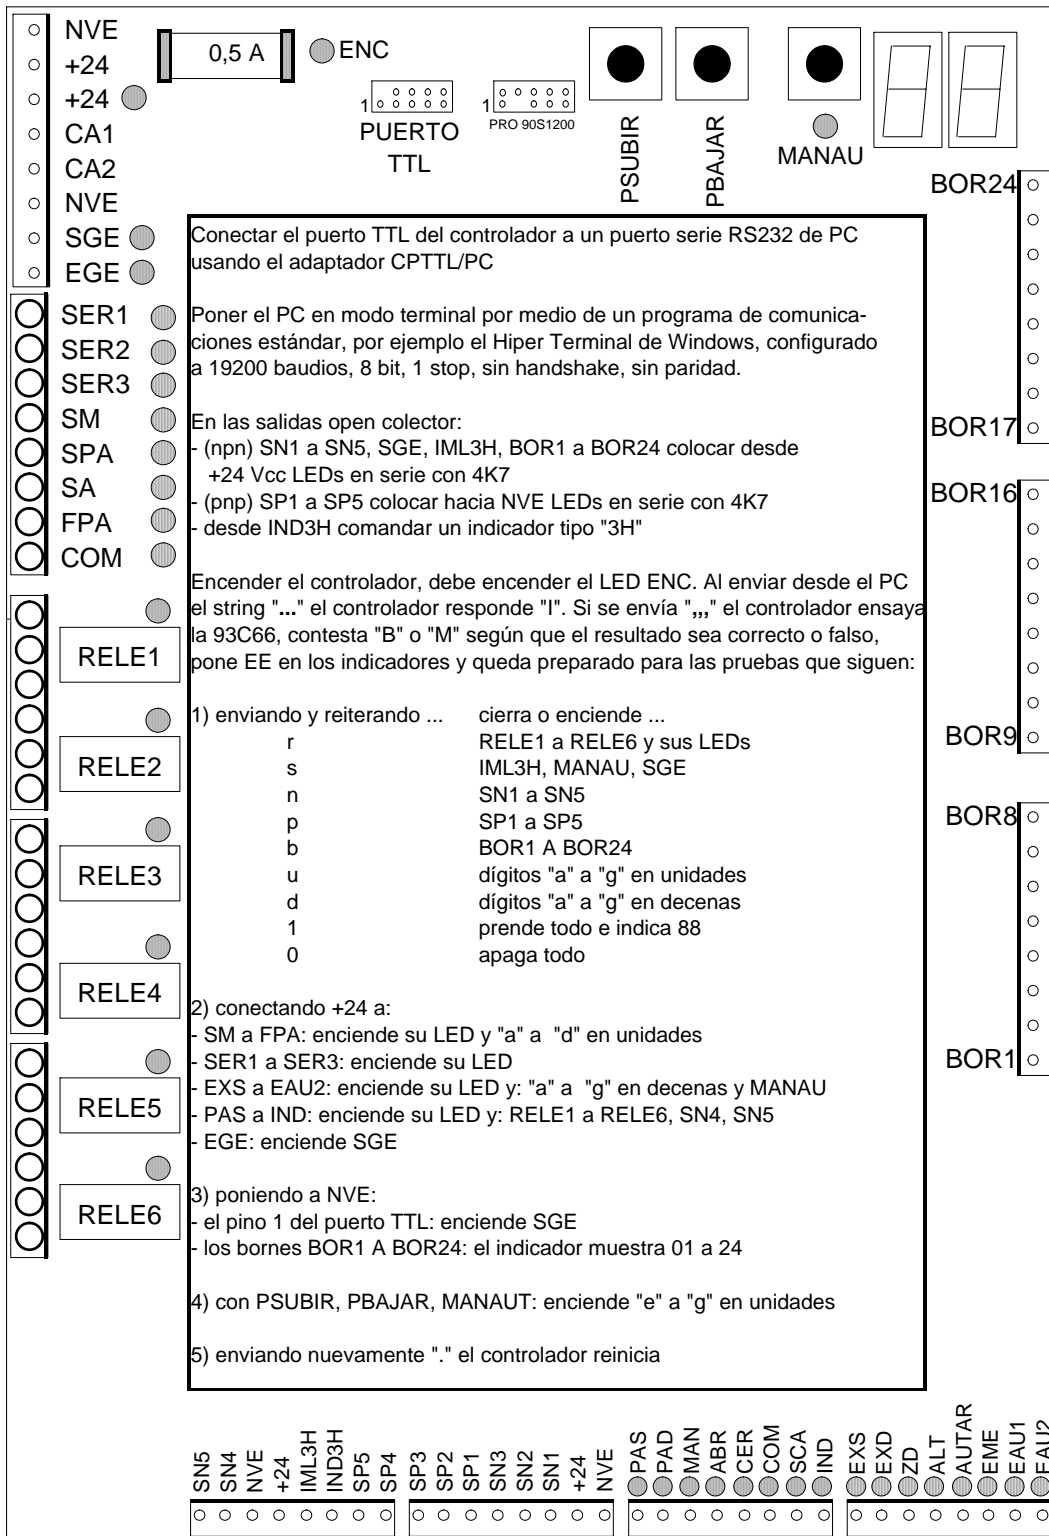 NVE
+24
+24
CA1
CA2
NVE
SGE
EGE
SER1
SER2
SER3
SM
SPA
SA
FPA
COM
RELE1
RELE2
RELE3
RELE4
RELE5
RELE6
0,5 A
ENC
1
PUERTO
TTL
1
PRO 90S1200
PSUBIR
PBAJAR
MANAU
BOR24
BOR17
BOR16
BOR9
BOR8
BOR1
Conectar el puerto TTL del controlador a un puerto serie RS232 de PC
usando el adaptador CPTTL/PC
Poner el PC en modo terminal por medio de un programa de comunica-
ciones estándar, por ejemplo el Hiper Terminal de Windows, configurado
a 19200 baudios, 8 bit, 1 stop, sin handshake, sin paridad.
En las salidas open colector:
- (npn) SN1 a SN5, SGE, IML3H, BOR1 a BOR24 colocar desde
+24 Vcc LEDs en serie con 4K7
- (pnp) SP1 a SP5 colocar hacia NVE LEDs en serie con 4K7
- desde IND3H comandar un indicador tipo "3H"
Encender el controlador, debe encender el LED ENC. Al enviar desde el PC
el string "..." el controlador responde "I". Si se envía ",,," el controlador ensaya
la 93C66, contesta "B" o "M" según que el resultado sea correcto o falso,
pone EE en los indicadores y queda preparado para las pruebas que siguen:
1) enviando y reiterando ... cierra o enciende ...
r RELE1 a RELE6 y sus LEDs
s IML3H, MANAU, SGE
n SN1 a SN5
p SP1 a SP5
b BOR1 A BOR24
u dígitos "a" a "g" en unidades
d dígitos "a" a "g" en decenas
1 prende todo e indica 88
0 apaga todo
2) conectando +24 a:
- SM a FPA: enciende su LED y "a" a "d" en unidades
- SER1 a SER3: enciende su LED
- EXS a EAU2: enciende su LED y: "a" a "g" en decenas y MANAU
- PAS a IND: enciende su LED y: RELE1 a RELE6, SN4, SN5
- EGE: enciende SGE
3) poniendo a NVE:
- el pino 1 del puerto TTL: enciende SGE
- los bornes BOR1 A BOR24: el indicador muestra 01 a 24
4) con PSUBIR, PBAJAR, MANAUT: enciende "e" a "g" en unidades
5) enviando nuevamente "." el controlador reinicia
SN5
SN4
NVE
+24
IML3H
IND3H
SP5
SP4
SP3
SP2
SP1
SN3
SN2
SN1
+24
NVE
PAS
PAD
MAN
ABR
CER
COM
SCA
IND
EXS
EXD
ZD
ALT
AUTAR
EME
EAU1
EAU2